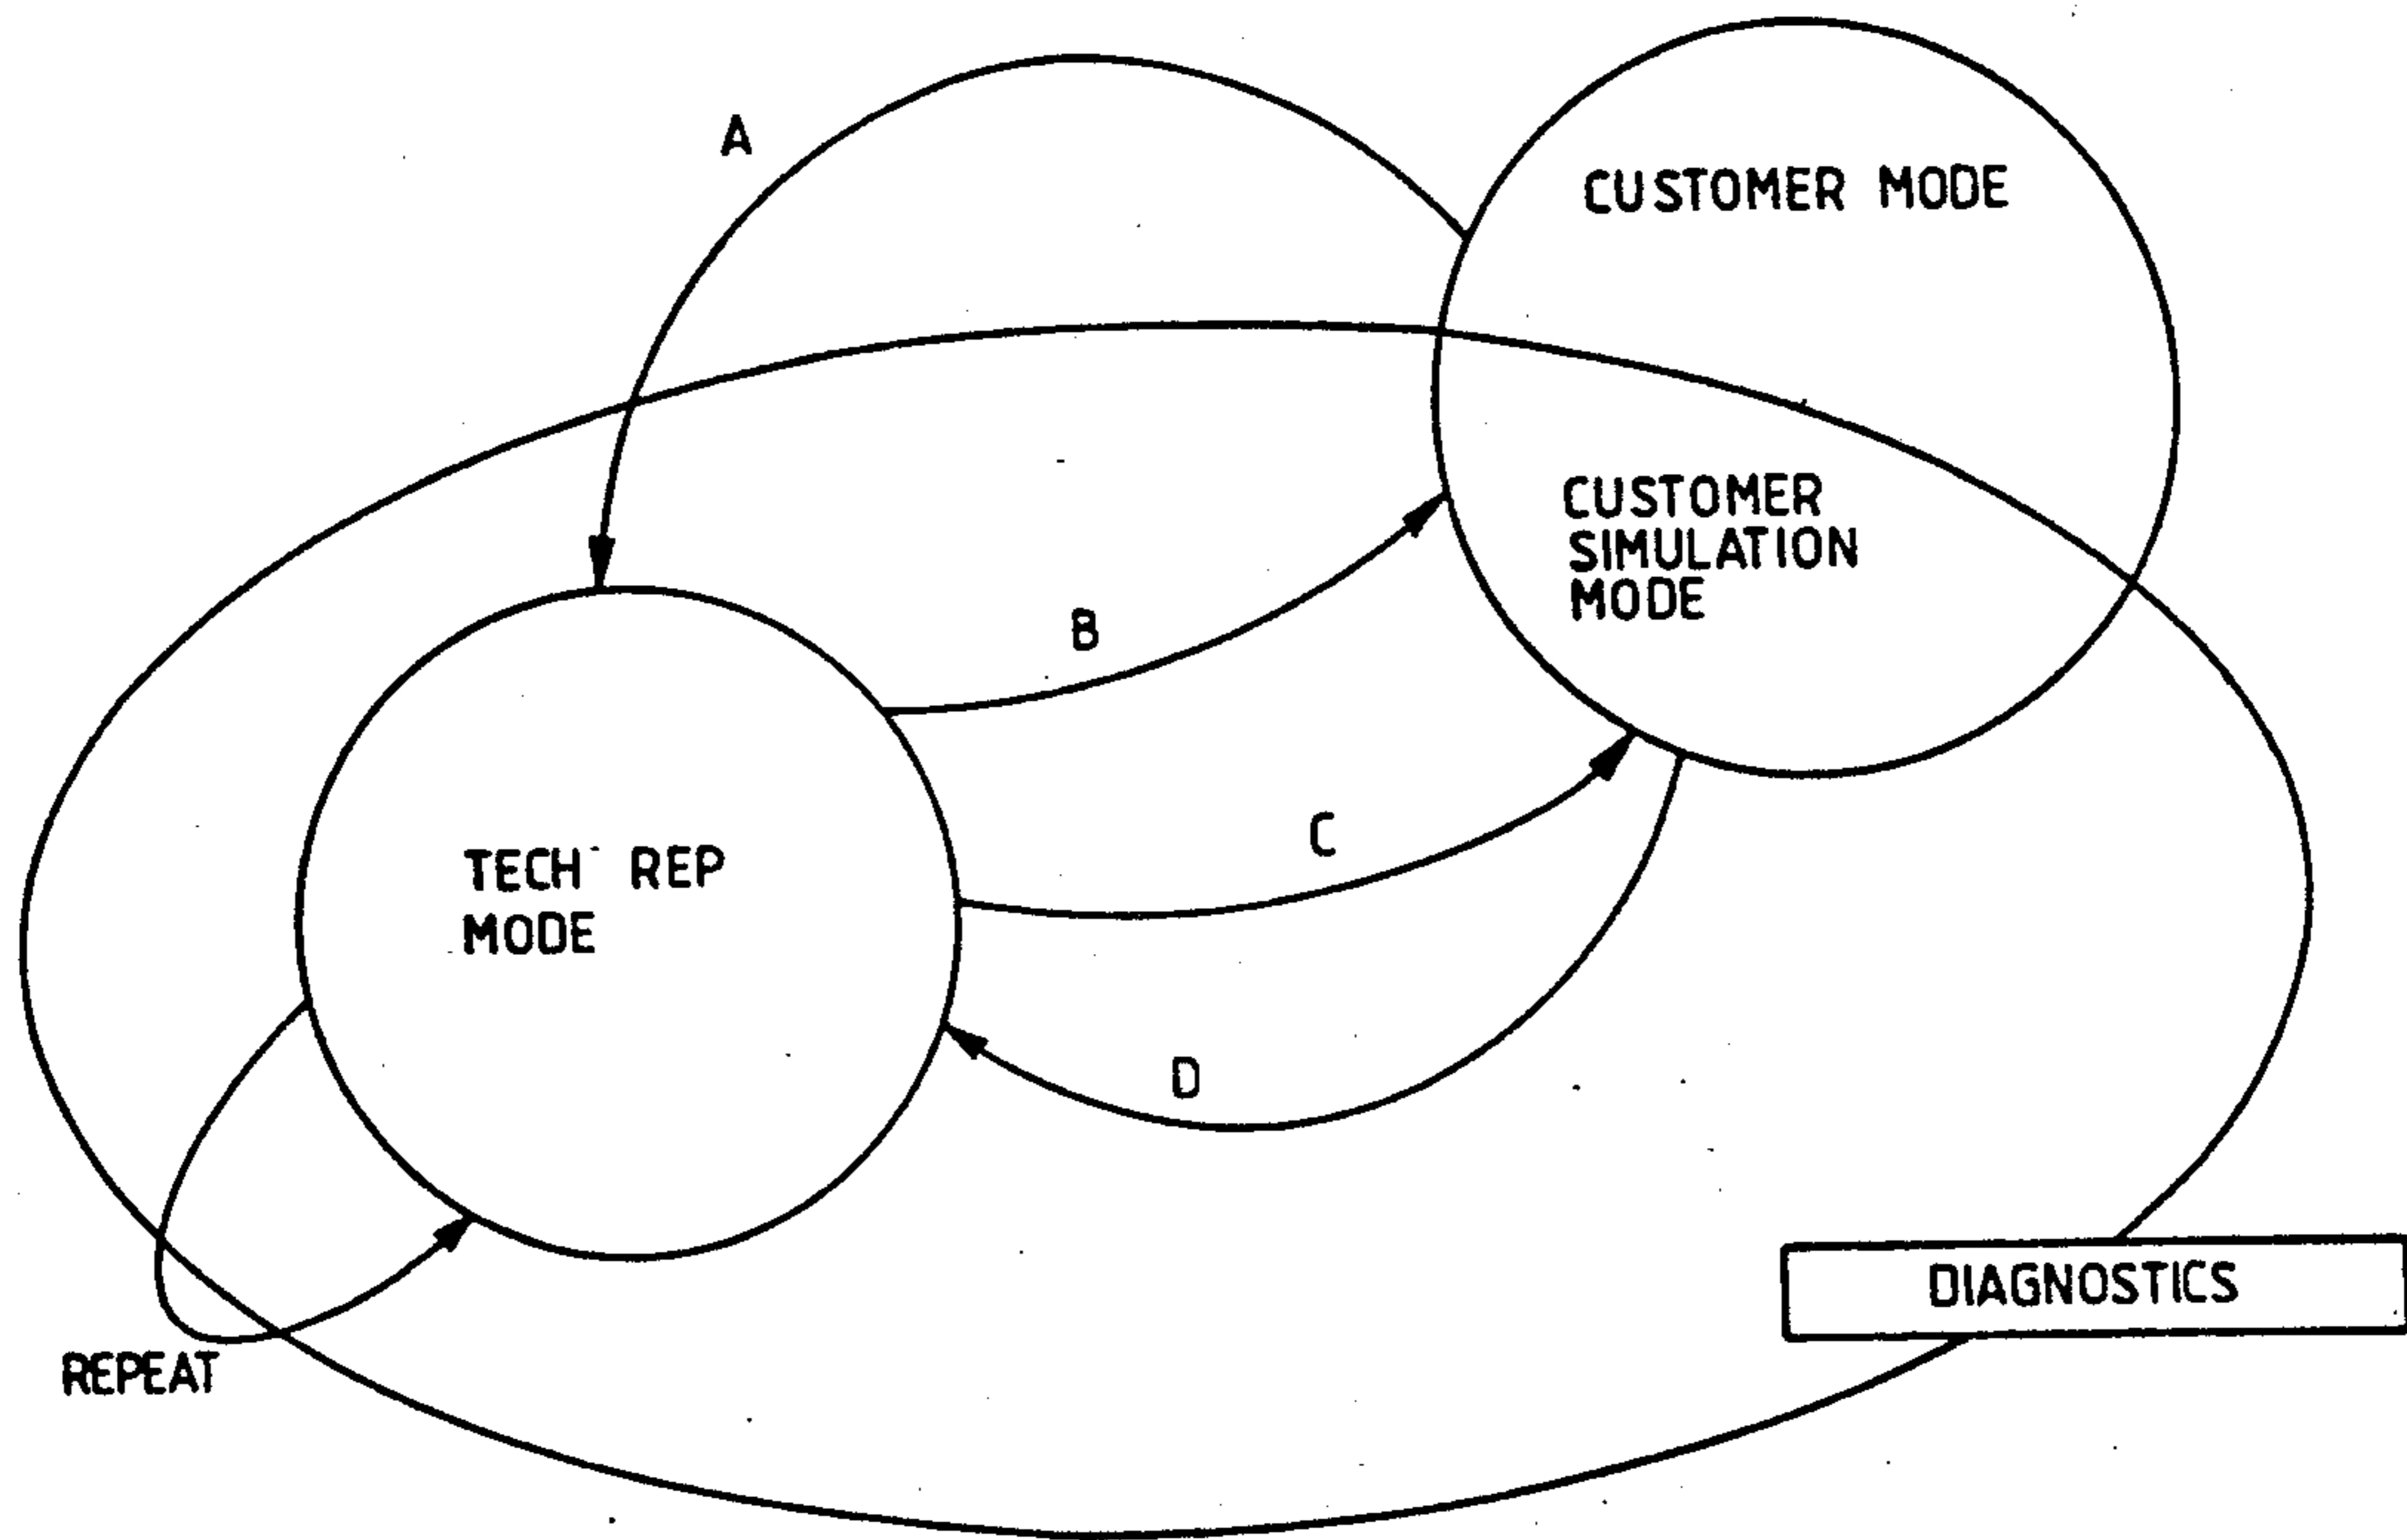 A
CUSTOMER MODE
CUSTOMER
SIMULATION
MODE
B
C
TECH REP
MODE
D
DIAGNOSTICS
REPEAT